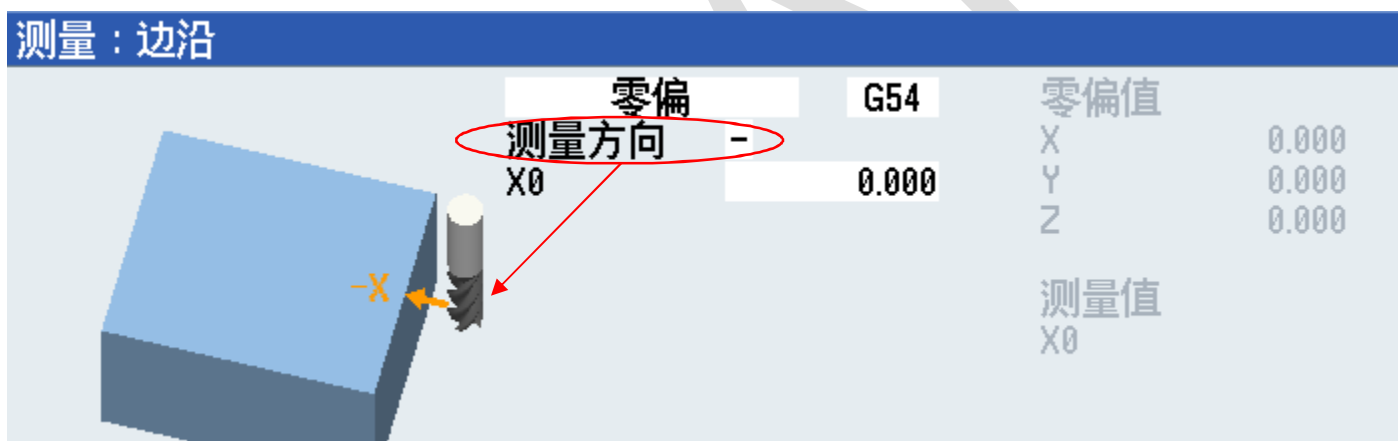 测量：边沿
零偏 G54 零偏值
测量方向 - X 0.000
X0 0.000 Y 0.000
Z 0.000
-X
测量值
X0